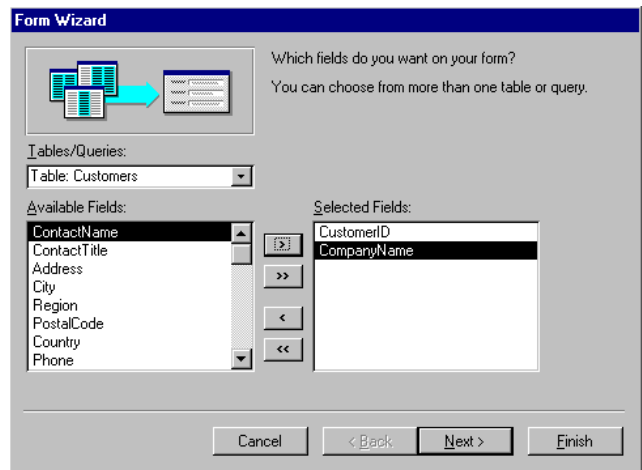 Form Wizard
Which fields do you want on your form?
You can choose from more than one table or query.
Tables/Queries:
Table: Customers
Available Fields:
Selected Fields:
ContactName
ContactTitle
Address
City
Region
PostalCode
Country
Phone
>
>>
<
<<
CustomerID
CompanyName
Cancel
< Back
Next >
Finish